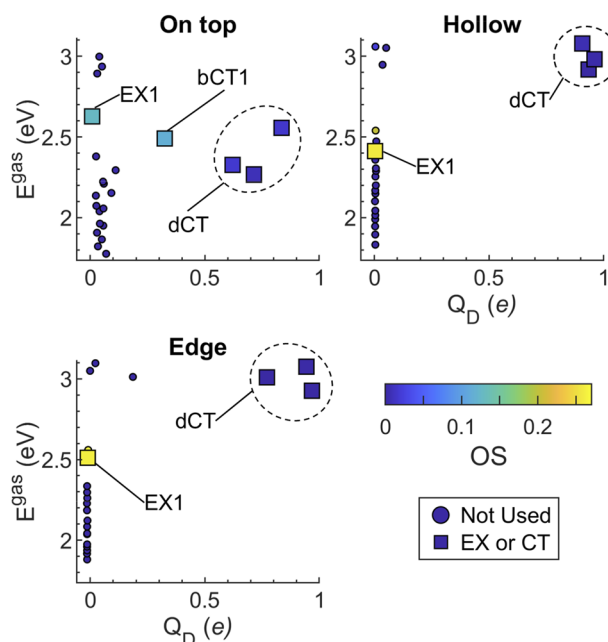 On top
3
2.5
2
E^gas (eV)
0
0.5
1
EX1
bCT1
dCT
Hollow
3
2.5
2
0
0.5
1
Q_D (e)
dCT
EX1
Edge
3
2.5
2
E^gas (eV)
0
0.5
1
Q_D (e)
dCT
EX1
0
0.1
0.2
OS
Not Used
EX or CT